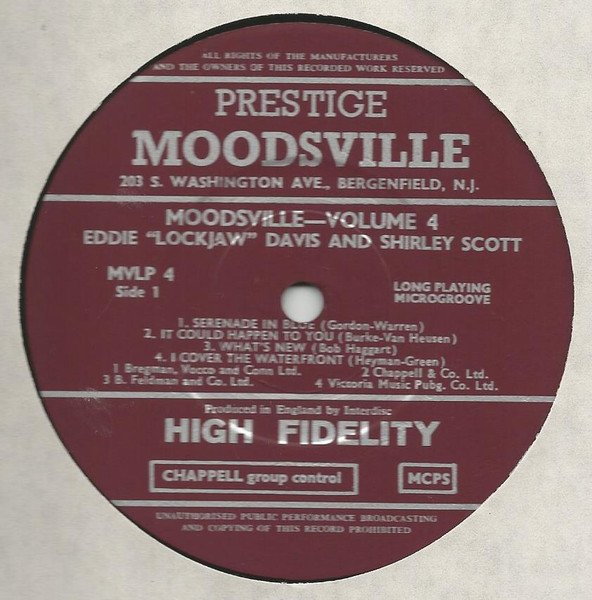 ALL RIGHTS OF THE MANUFACTURERS
AND THE OWNERS OF THIS RECORDED WORK RESERVED
PRESTIGE
MOODSVILLE
203 S. WASHINGTON AVE., BERGENFIELD, N.J.
MOODSVILLE—VOLUME 4
EDDIE "LOCKJAW" DAVIS AND SHIRLEY SCOTT
MVLP 4
Side 1
LONG PLAYING
MICROGROOVE
1. SERENADE IN BLUE (Gordon-Warren)
2. IT COULD HAPPEN TO YOU (Burke-Van Heusen)
3. WHAT'S NEW (Bob Haggart)
4. I COVER THE WATERFRONT (Heyman-Green)
1 Bregman, Vocco and Conn Ltd. 2 Chappell & Co. Ltd.
3 B. Feldman and Co. Ltd. 4 Victoria Music Pubg. Co. Ltd.
Produced in England by Interdisc
HIGH FIDELITY
CHAPPELL group control
MCPS
UNAUTHORISED PUBLIC PERFORMANCE BROADCASTING
AND COPYING OF THIS RECORD PROHIBITED